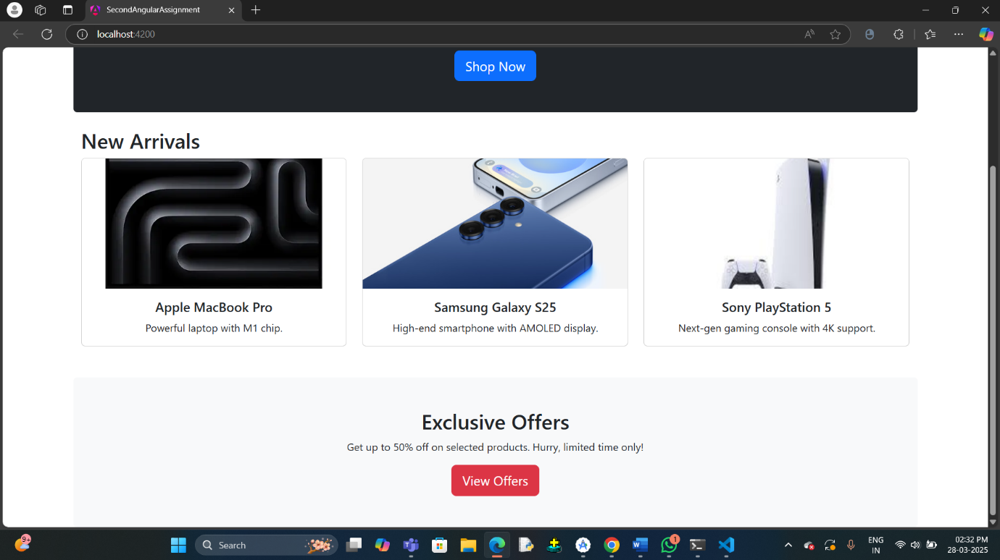 SecondAngularAssignment
localhost:4200
Shop Now
New Arrivals
Apple MacBook Pro
Powerful laptop with M1 chip.
Samsung Galaxy S25
High-end smartphone with AMOLED display.
Sony PlayStation 5
Next-gen gaming console with 4K support.
Exclusive Offers
Get up to 50% off on selected products. Hurry, limited time only!
View Offers
9+
Search
1
ENG
IN
02:32 PM
28-03-2025